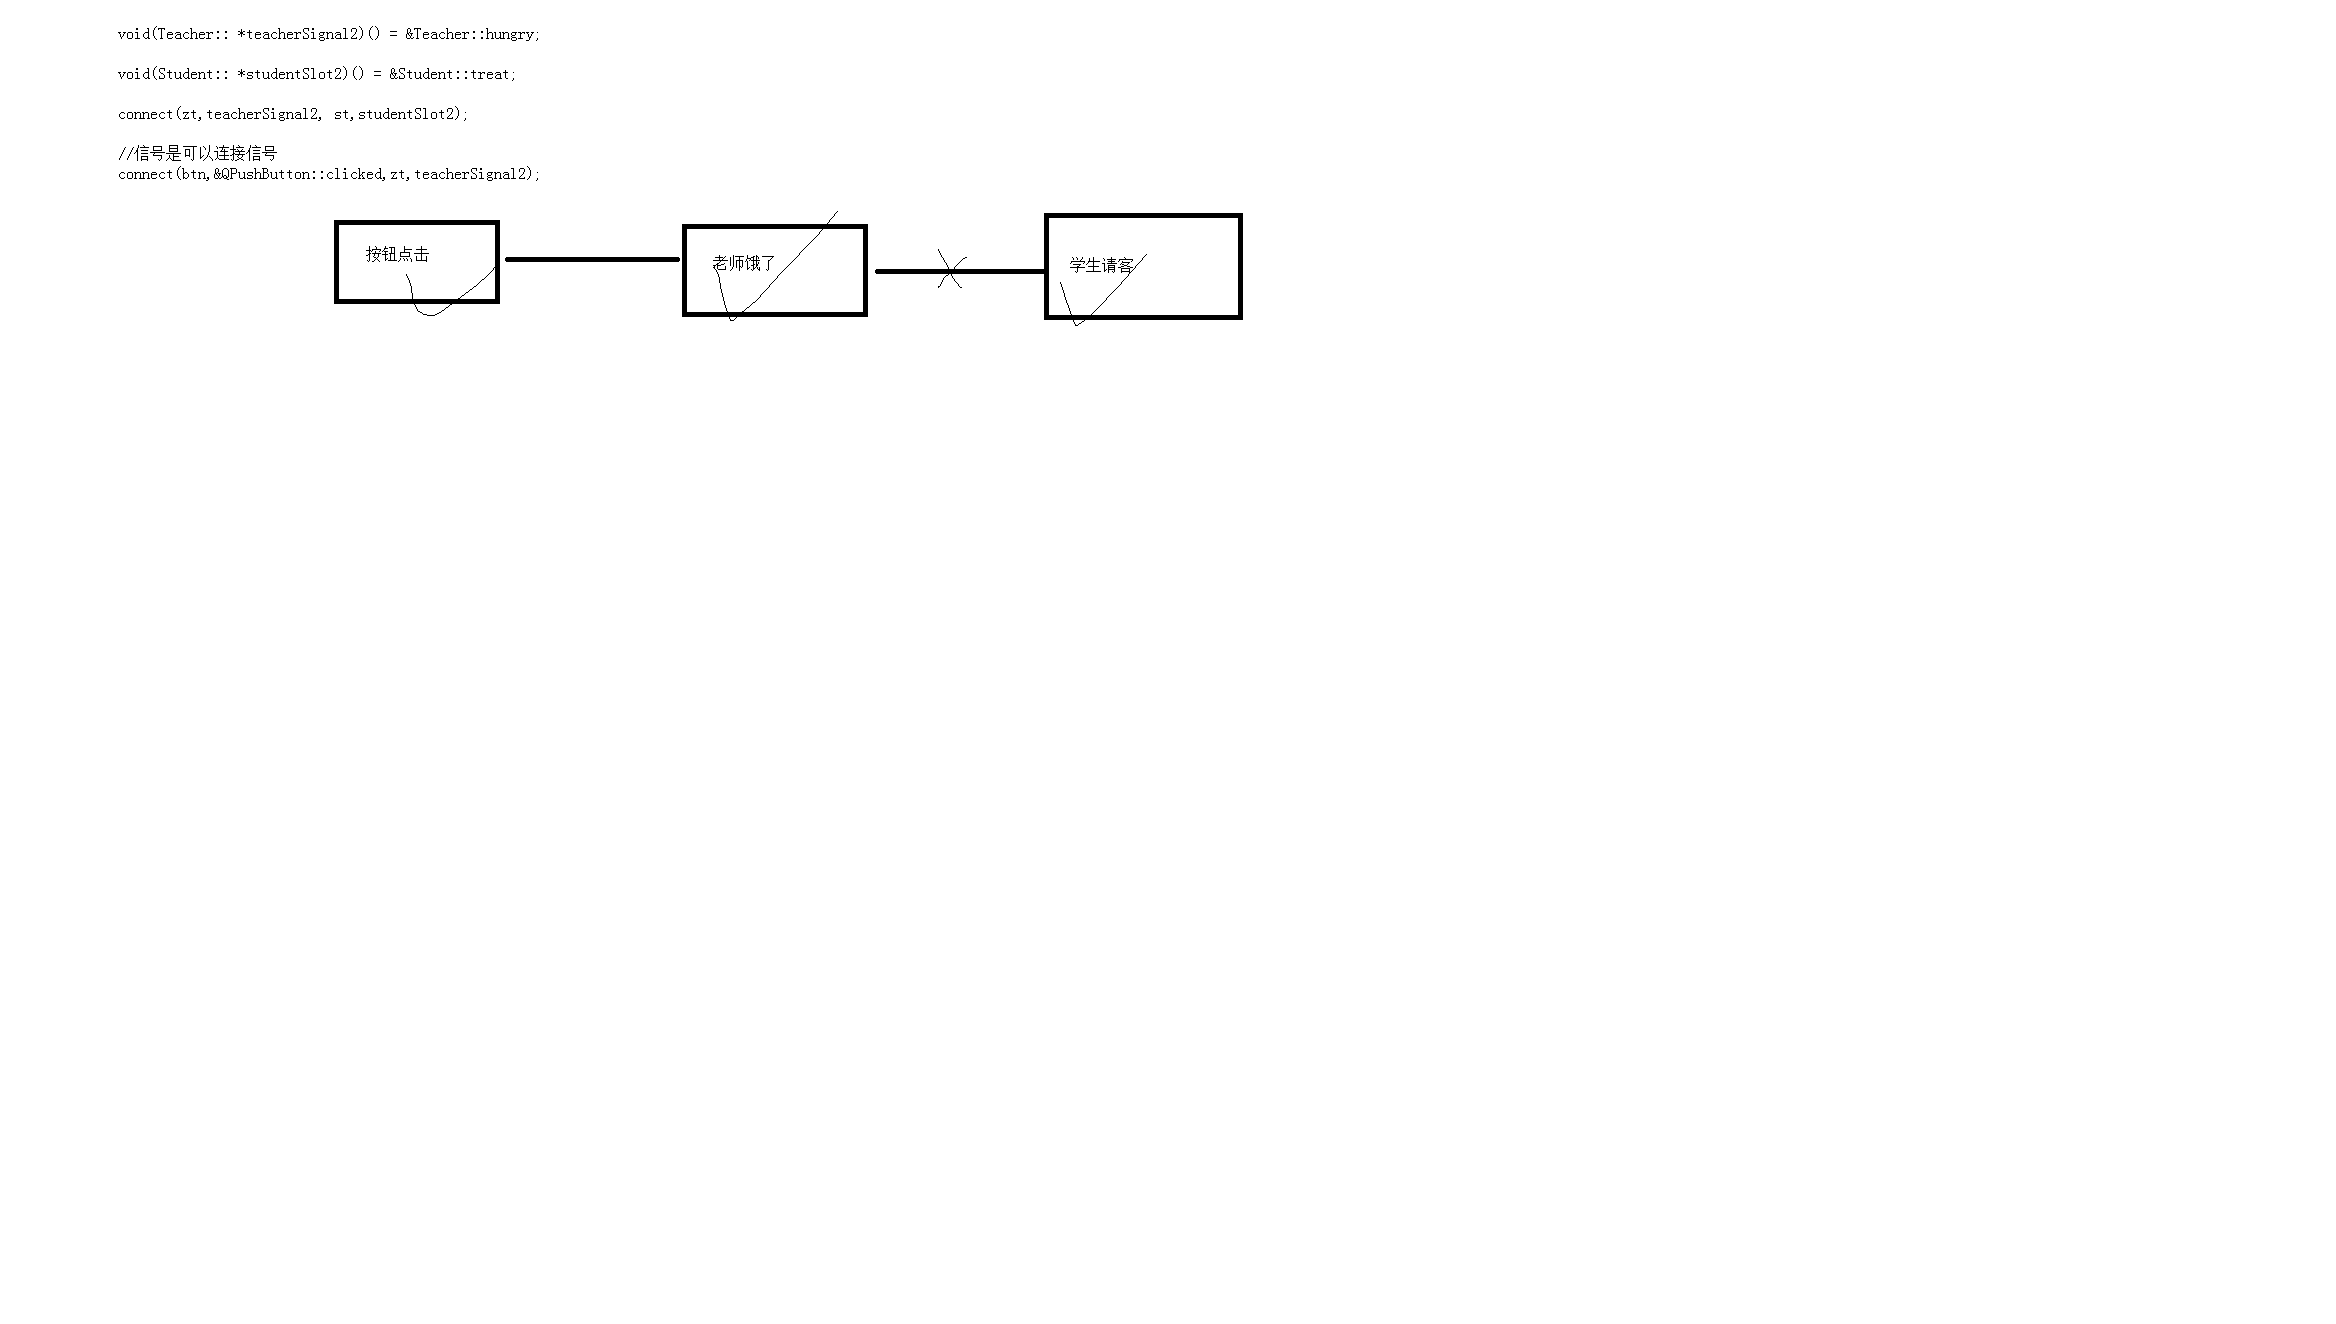 void(Teacher:: *teacherSignal2)() = &Teacher::hungry;
void(Student:: *studentSlot2)() = &Student::treat;
connect(zt,teacherSignal2, st,studentSlot2);
//信号是可以连接信号
connect(btn,&QPushButton::clicked,zt,teacherSignal2);
按钮点击
老师饿了
学生请客